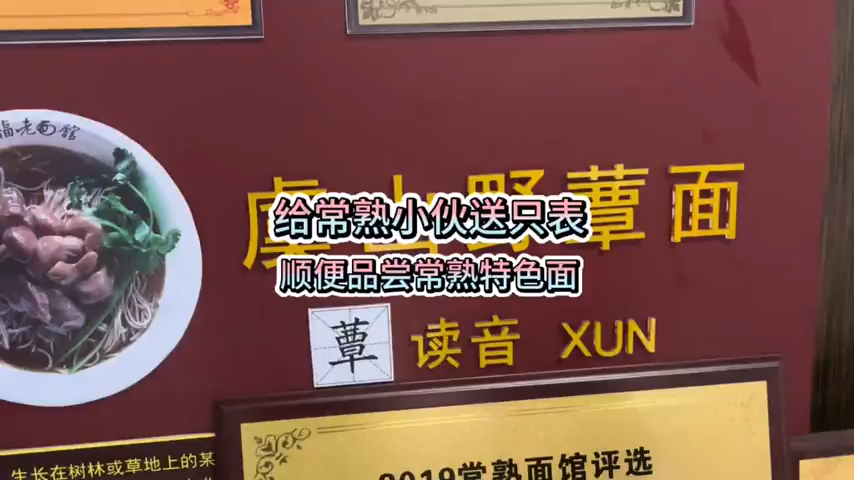 福老面馆
虞山野蕈面
给常熟小伙送只表
顺便品尝常熟特色面
蕈 读音 XUN
生长在树林或草地上的某
2019常熟面馆评选